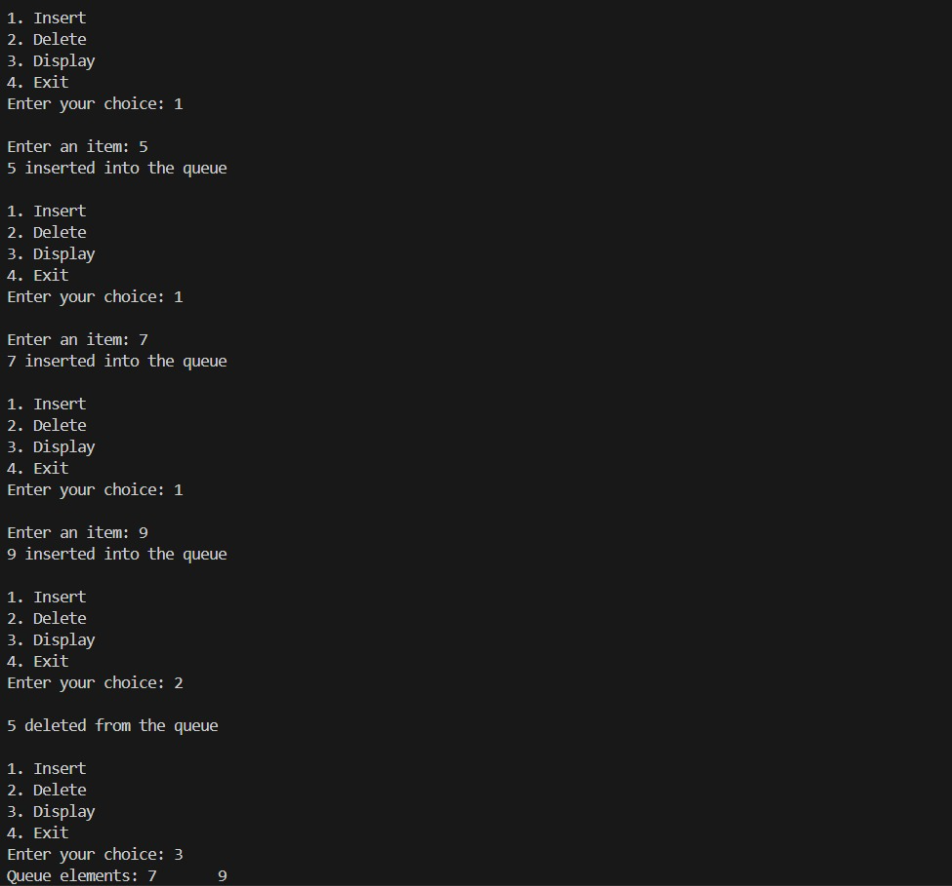 1. Insert
2. Delete
3. Display
4. Exit
Enter your choice: 1
Enter an item: 5
5 inserted into the queue
1. Insert
2. Delete
3. Display
4. Exit
Enter your choice: 1
Enter an item: 7
7 inserted into the queue
1. Insert
2. Delete
3. Display
4. Exit
Enter your choice: 1
Enter an item: 9
9 inserted into the queue
1. Insert
2. Delete
3. Display
4. Exit
Enter your choice: 2
5 deleted from the queue
1. Insert
2. Delete
3. Display
4. Exit
Enter your choice: 3
Queue elements: 7       9